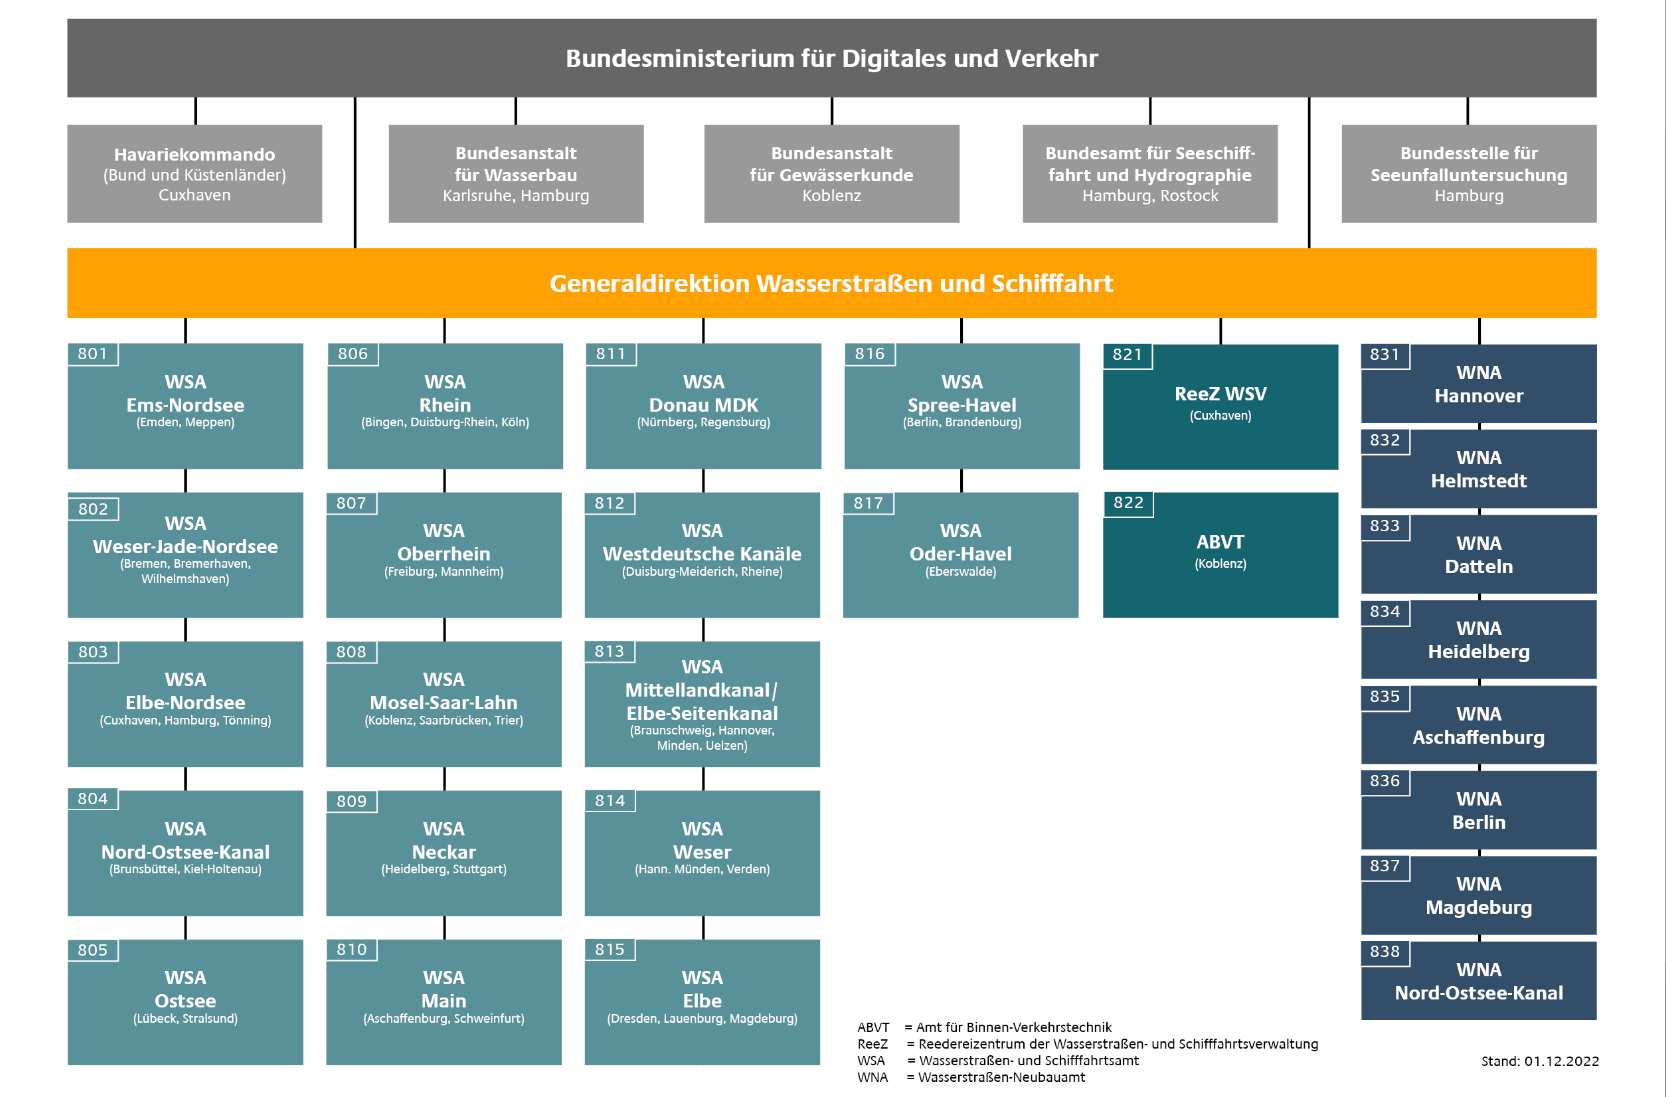 Bundesministerium für Digitales und Verkehr
Havariekommando
(Bund und Küstenländer)
Cuxhaven
Bundesanstalt
für Wasserbau
Karlsruhe, Hamburg
Bundesanstalt
für Gewässerkunde
Koblenz
Bundesamt für Seeschiff-
fahrt und Hydrographie
Hamburg, Rostock
Bundesstelle für
Seeunfalluntersuchung
Hamburg
Generaldirektion Wasserstraßen und Schifffahrt
801
WSA
Ems-Nordsee
(Emden, Meppen)
802
WSA
Weser-Jade-Nordsee
(Bremen, Bremerhaven,
Wilhelmshaven)
803
WSA
Elbe-Nordsee
(Cuxhaven, Hamburg, Tönning)
804
WSA
Nord-Ostsee-Kanal
(Brunsbüttel, Kiel-Holtenau)
805
WSA
Ostsee
(Lübeck, Stralsund)
806
WSA
Rhein
(Bingen, Duisburg-Rhein, Köln)
807
WSA
Oberrhein
(Freiburg, Mannheim)
808
WSA
Mosel-Saar-Lahn
(Koblenz, Saarbrücken, Trier)
809
WSA
Neckar
(Heidelberg, Stuttgart)
810
WSA
Main
(Aschaffenburg, Schweinfurt)
811
WSA
Donau MDK
(Nürnberg, Regensburg)
812
WSA
Westdeutsche Kanäle
(Duisburg-Meiderich, Rheine)
813
WSA
Mittellandkanal/
Elbe-Seitenkanal
(Braunschweig, Hannover,
Minden, Uelzen)
814
WSA
Weser
(Hann. Münden, Verden)
815
WSA
Elbe
(Dresden, Lauenburg, Magdeburg)
816
WSA
Spree-Havel
(Berlin, Brandenburg)
817
WSA
Oder-Havel
(Eberswalde)
821
ReeZ WSV
(Cuxhaven)
822
ABVT
(Koblenz)
831
WNA
Hannover
832
WNA
Helmstedt
833
WNA
Datteln
834
WNA
Heidelberg
835
WNA
Aschaffenburg
836
WNA
Berlin
837
WNA
Magdeburg
838
WNA
Nord-Ostsee-Kanal
ABVT = Amt für Binnen-Verkehrstechnik
ReeZ = Reedereizentrum der Wasserstraßen- und Schifffahrtsverwaltung
WSA = Wasserstraßen- und Schifffahrtsamt
WNA = Wasserstraßen-Neubauamt
Stand: 01.12.2022